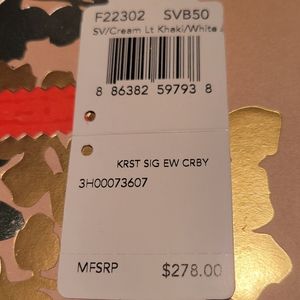 F22302 SVB50
SV/Cream Lt Khaki/White
8 86382 59793 8
KRST SIG EW CRBY
3H00073607
MFSRP $278.00